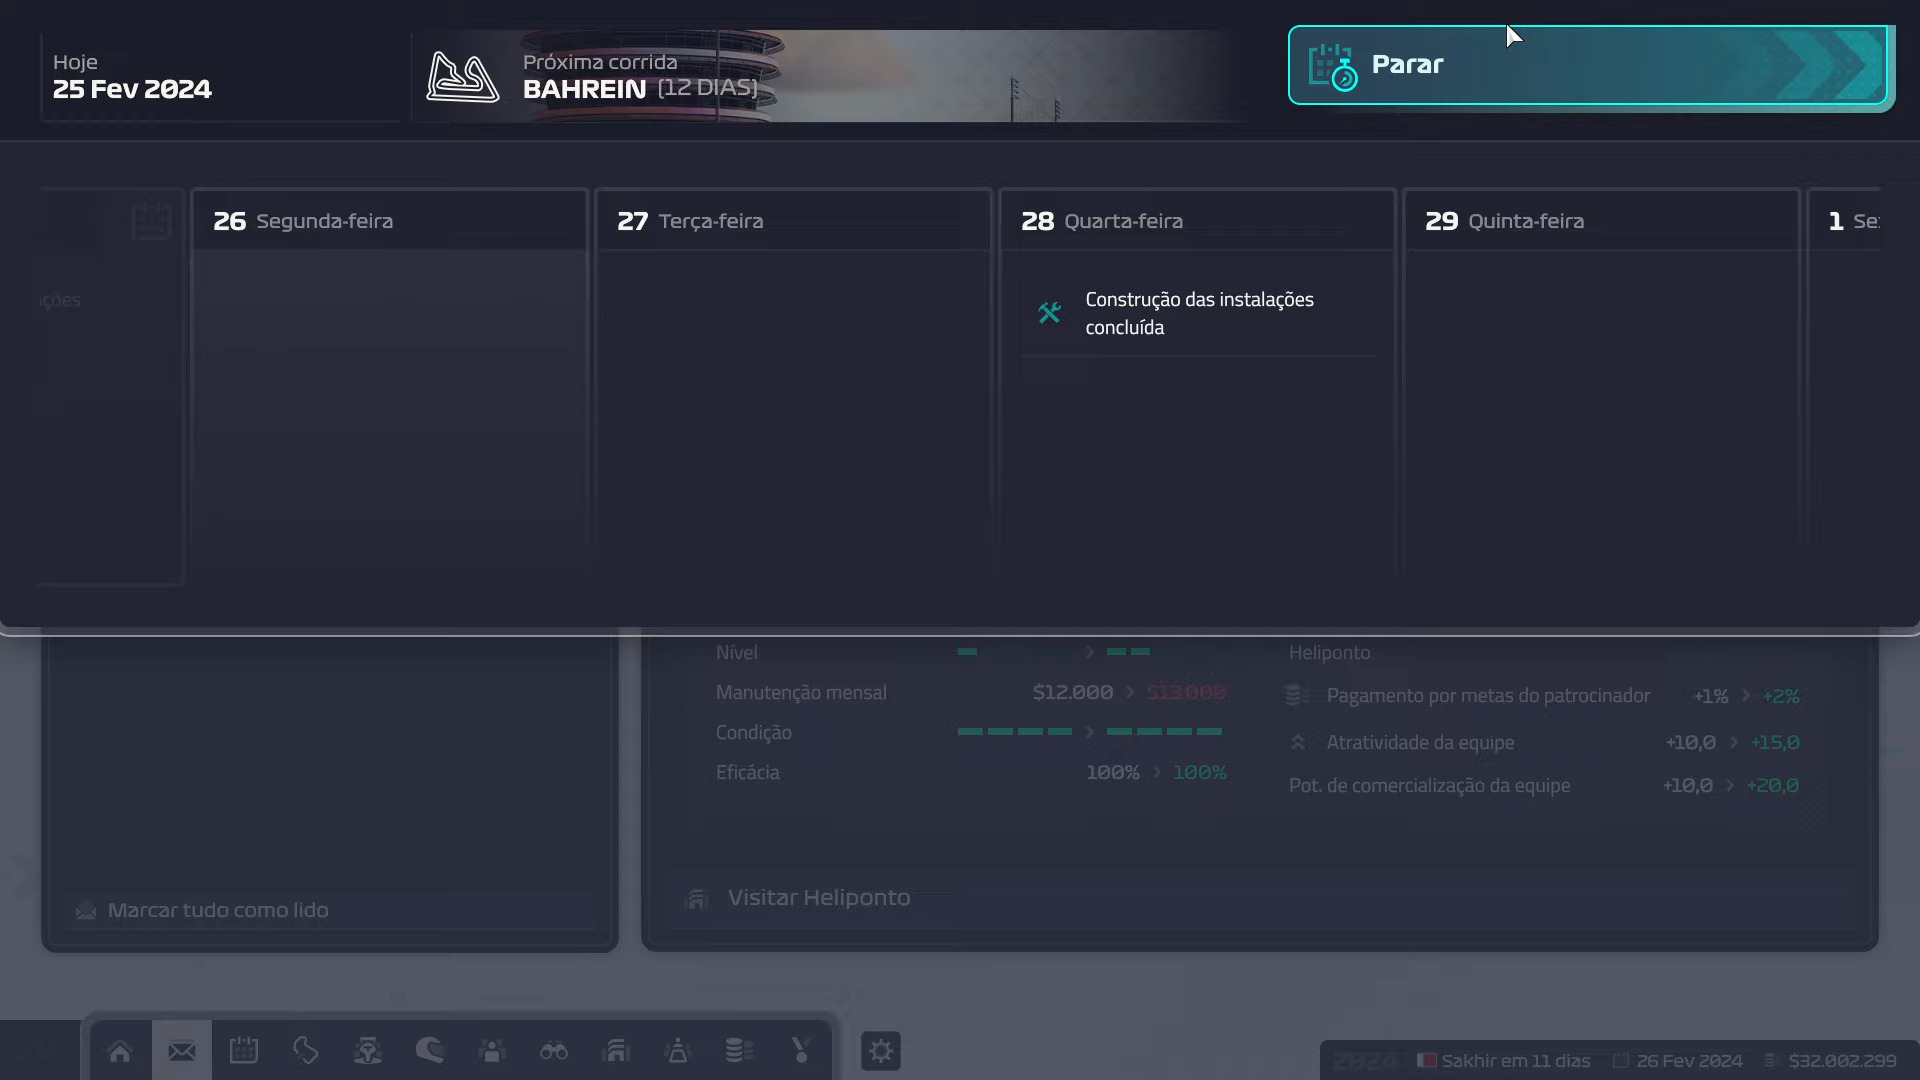 Hoje
25 Fev 2024
Próxima corrida
BAHREIN [12 DIAS]
Parar
ições
26 Segunda-feira
27 Terça-feira
28 Quarta-feira
29 Quinta-feira
1
Construção das instalações
concluída
Nível
Manutenção mensal $12.000 $13.000
Condição
Eficácia 100% 100%
Heliponto
Pagamento por metas do patrocinador +1% +2%
Atratividade da equipe +10,0 +15,0
Pot. de comercialização da equipe +10,0 +20,0
Marcar tudo como lido
Visitar Heliponto
2024 Sakhir em 11 dias 26 Fev 2024 $32.002.299